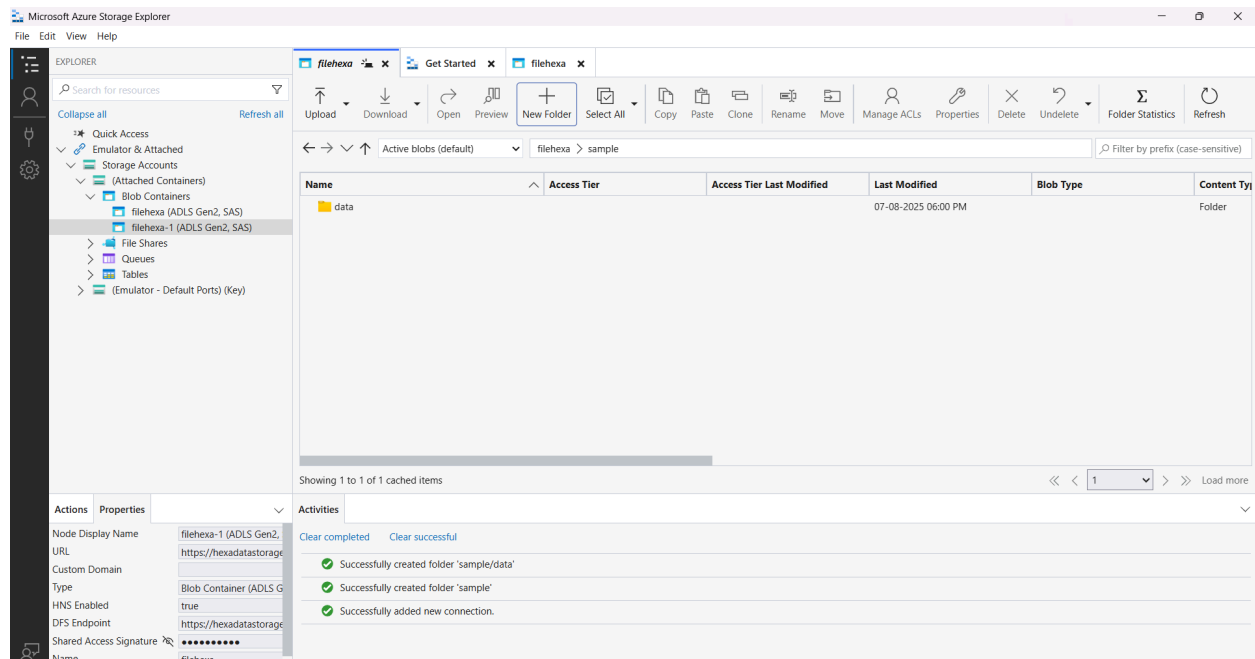 Microsoft Azure Storage Explorer
File Edit View Help
EXPLORER
Search for resources
Collapse all Refresh all
Quick Access
Emulator & Attached
Storage Accounts
(Attached Containers)
Blob Containers
filehexa (ADLS Gen2, SAS)
filehexa-1 (ADLS Gen2, SAS)
File Shares
Queues
Tables
(Emulator - Default Ports) (Key)
filehexa Get Started filehexa
Upload Download Open Preview New Folder Select All Copy Paste Clone Rename Move Manage ACLs Properties Delete Undelete Folder Statistics Refresh
Active blobs (default) filehexa > sample Filter by prefix (case-sensitive)
Name Access Tier Access Tier Last Modified Last Modified Blob Type Content Typ
data 07-08-2025 06:00 PM Folder
Showing 1 to 1 of 1 cached items 1 Load more
Actions Properties
Node Display Name filehexa-1 (ADLS Gen2,
URL https://hexadatastorage
Custom Domain
Type Blob Container (ADLS G
HNS Enabled true
DFS Endpoint https://hexadatastorage
Shared Access Signature ••••••••••
Name filehexa
Activities
Clear completed Clear successful
Successfully created folder 'sample/data'
Successfully created folder 'sample'
Successfully added new connection.